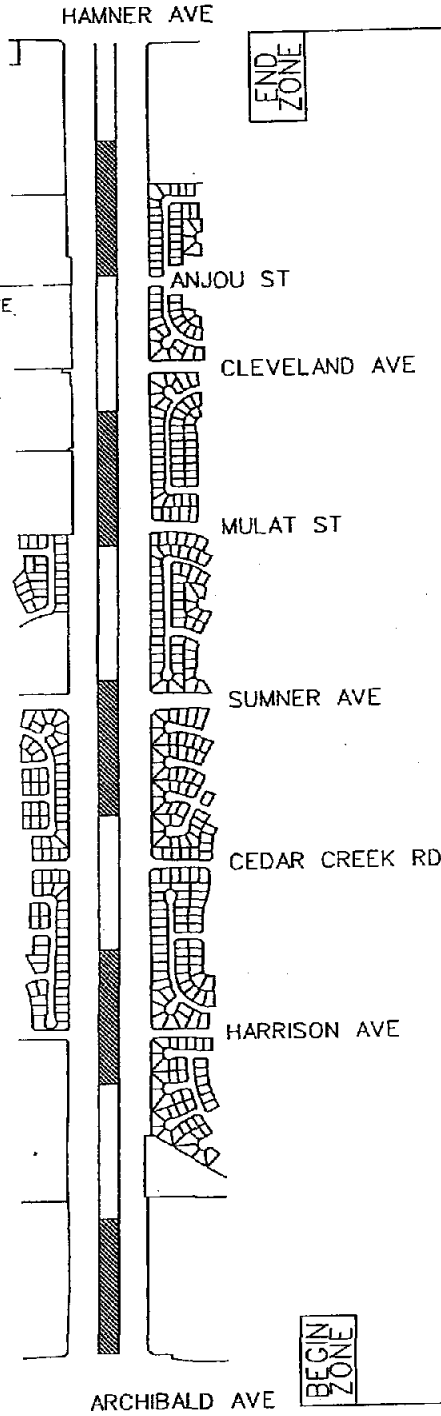 HAMNER AVE
END
ZONE
ANJOU ST
E
CLEVELAND AVE
MULAT ST
SUMNER AVE
CEDAR CREEK RD
HARRISON AVE
BEGIN
ZONE
ARCHIBALD AVE